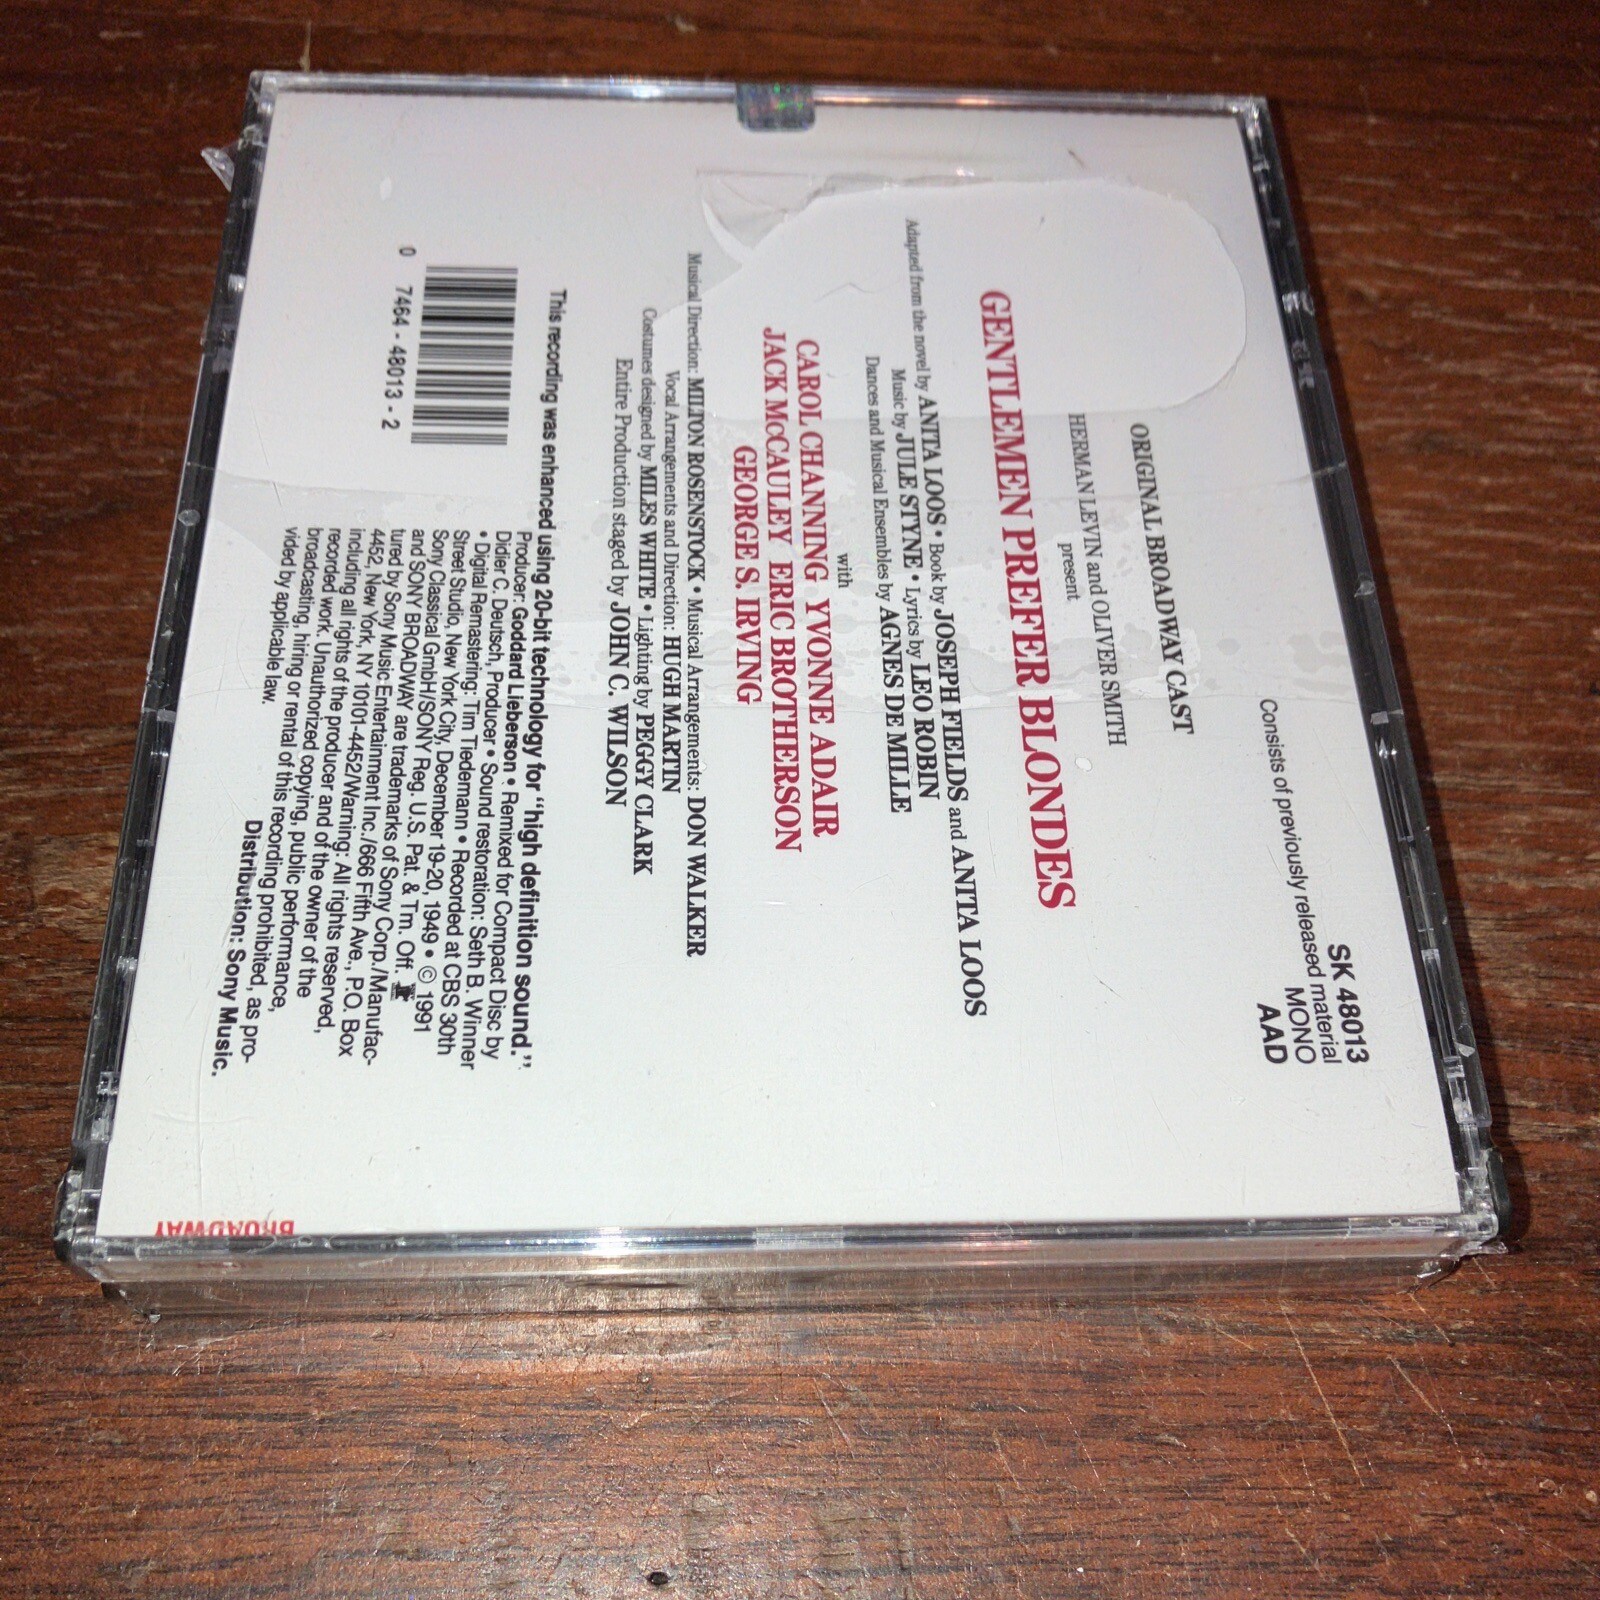 SK 48013
Consists of previously released material
MONO
AAD
ORIGINAL BROADWAY CAST
HERMAN LEVIN and OLIVER SMITH
present
GENTLEMEN PREFER BLONDES
Adapted from the novel by ANITA LOOS • Book by JOSEPH FIELDS and ANITA LOOS
Music by JULE STYNE • Lyrics by LEO ROBIN
Dances and Musical Ensembles by AGNES DE MILLE
with
CAROL CHANNING YVONNE ADAIR
JACK McCAULEY ERIC BROTHERSON
GEORGE S. IRVING
Musical Direction: MILTON ROSENSTOCK • Musical Arrangements: DON WALKER
Vocal Arrangements and Direction: HUGH MARTIN
Costumes designed by MILES WHITE • Lighting by PEGGY CLARK
Entire Production staged by JOHN C. WILSON
This recording was enhanced using 20-bit technology for "high definition sound."
Producer: Goddard Lieberson • Remixed for Compact Disc by
Didier C. Deutsch, Producer • Sound restoration: Seth B. Winner
• Digital Remastering: Tim Tiedemann • Recorded at CBS 30th
Street Studio, New York City, December 19-20, 1949 • © 1991
Sony Classical GmbH/SONY Reg. U.S. Pat. & Tm. Off.
and SONY BROADWAY are trademarks of Sony Corp./Manufac-
tured by Sony Music Entertainment Inc./666 Fifth Ave., P.O. Box
4452, New York, NY 10101-4452/Warning: All rights reserved,
including all rights of the producer and of the owner of the
recorded work. Unauthorized copying, public performance,
broadcasting, hiring or rental of this recording prohibited, as pro-
vided by applicable law.
Distribution: Sony Music.
0 7464 - 48013 - 2
BROADWAY